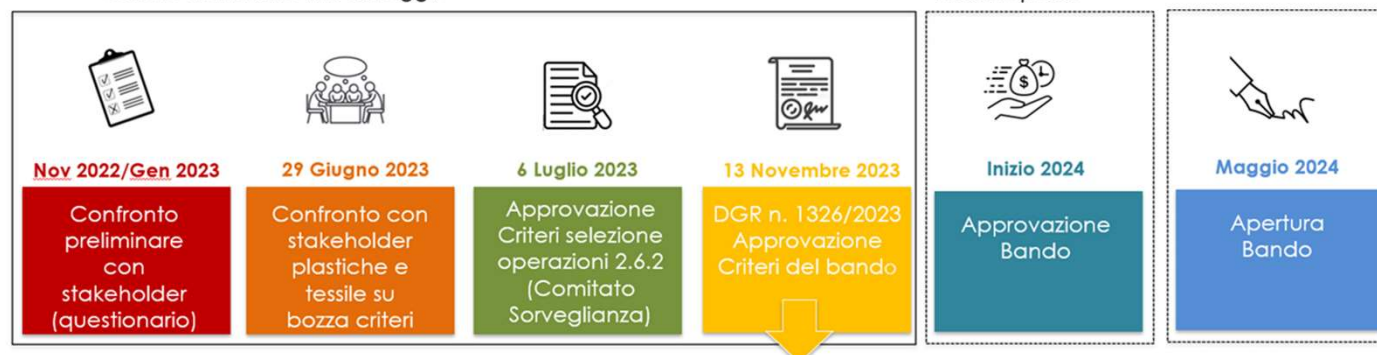 Nov 2022/Gen 2023
Confronto
preliminare
con
stakeholder
(questionario)
29 Giugno 2023
Confronto con
stakeholder
plastiche e
tessile su
bozza criteri
6 Luglio 2023
Approvazione
Criteri selezione
operazioni 2.6.2
(Comitato
Sorveglianza)
13 Novembre 2023
DGR n. 1326/2023
Approvazione
Criteri del bando
Inizio 2024
Approvazione
Bando
Maggio 2024
Apertura
Bando